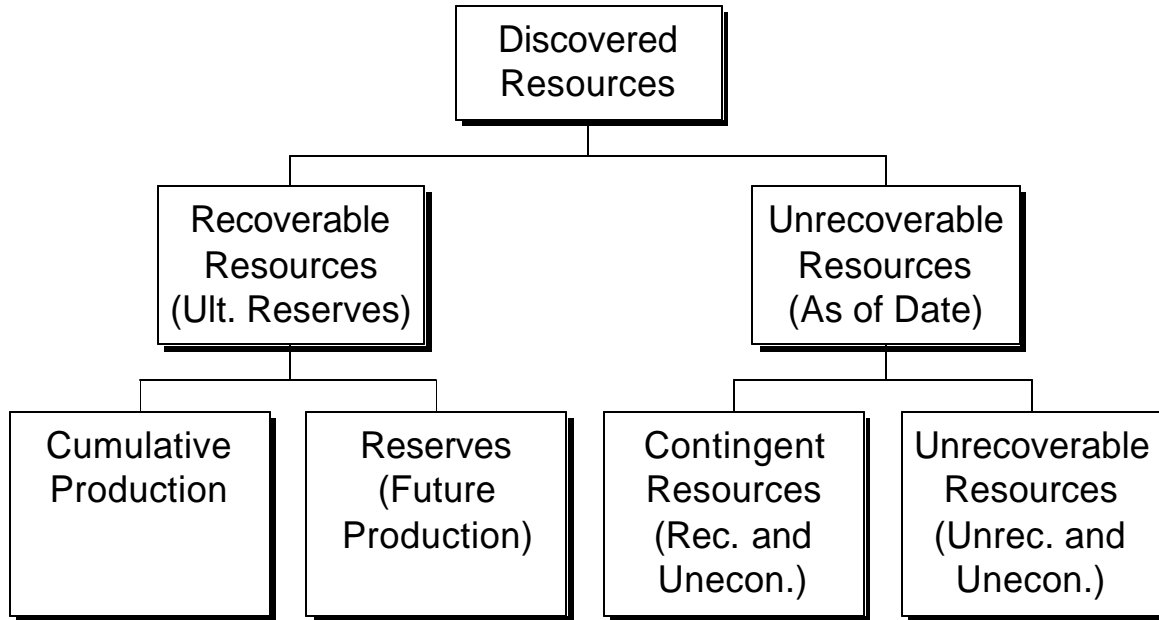 Discovered
Resources
Recoverable
Resources
(Ult. Reserves)
Unrecoverable
Resources
(As of Date)
Cumulative
Production
Reserves
(Future
Production)
Contingent
Resources
(Rec. and
Unecon.)
Unrecoverable
Resources
(Unrec. and
Unecon.)